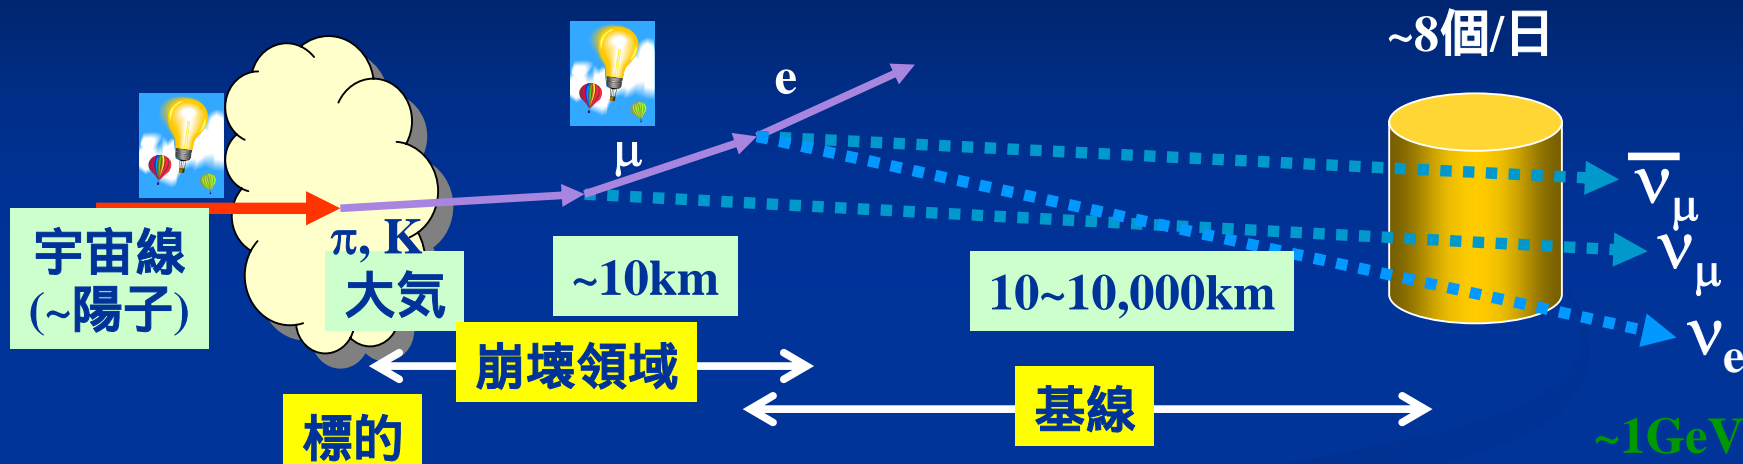 ~8個/日
e
μ
宇宙線
(~陽子)
π, K
大気
~10km
10~10,000km
ν̅μ
νμ
νe
崩壊領域
基線
標的
~1GeV